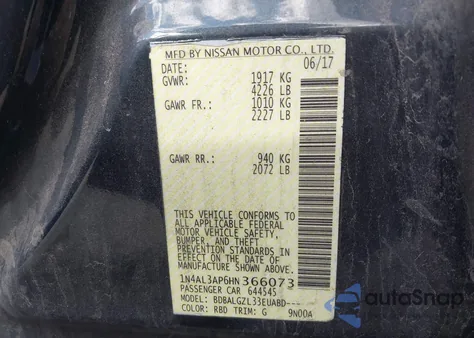 MFD BY NISSAN MOTOR CO., LTD.
DATE: 06/17
GVWR: 1917 KG
4226 LB
GAWR FR.: 1010 KG
2227 LB
GAWR RR.: 940 KG
2072 LB
THIS VEHICLE CONFORMS TO
ALL APPLICABLE FEDERAL
MOTOR VEHICLE SAFETY,
BUMPER, AND THEFT
PREVENTION STANDARDS IN
EFFECT ON THE DATE OF
MANUFACTURE SHOWN ABOVE.
1N4AL3AP6HN366073
PASSENGER CAR 644545
MODEL: BDBALGZL33EUABD---
COLOR: RBD TRIM: G 9N00A
autoSnap